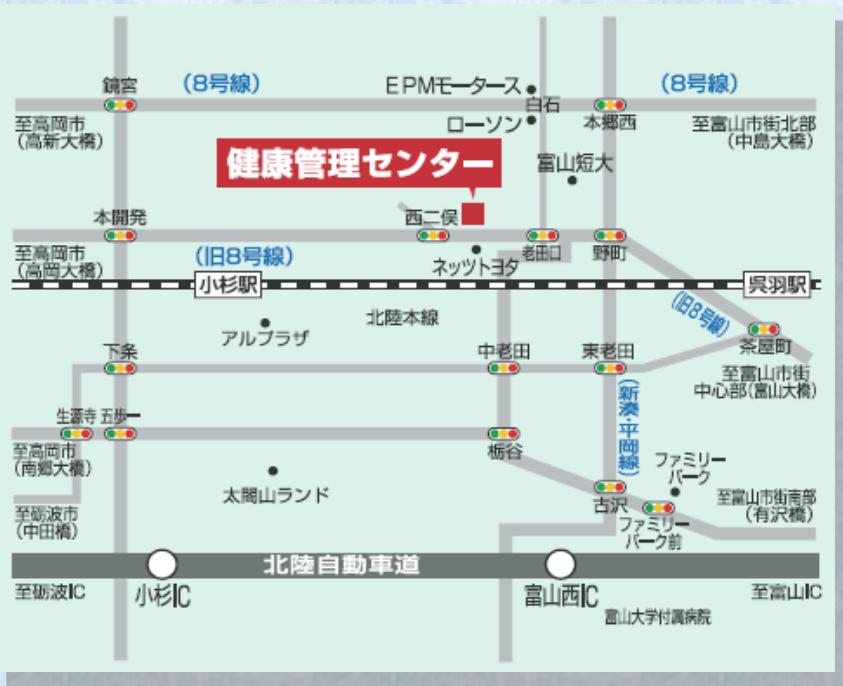 鏡宮
(8号線)
EPMモータース
白石
(8号線)
至高岡市
(高新大橋)
ローソン
本郷西
至富山市街北部
(中島大橋)
健康管理センター
富山短大
本開発
西二俣
至高岡市
(高岡大橋)
(旧8号線)
ネッツトヨタ
老田口
野町
小杉駅
呉羽駅
北陸本線
(旧8号線)
アルプラザ
茶屋町
下条
中老田
東老田
至富山市街
中心部(富山大橋)
(新湊・平岡線)
生源寺
五歩一
至高岡市
(南郷大橋)
栃谷
ファミリー
パーク
太閤山ランド
古沢
至富山市街南部
(有沢橋)
至砺波市
(中田橋)
ファミリー
パーク前
北陸自動車道
至砺波IC
小杉IC
富山西IC
至富山IC
富山大学付属病院